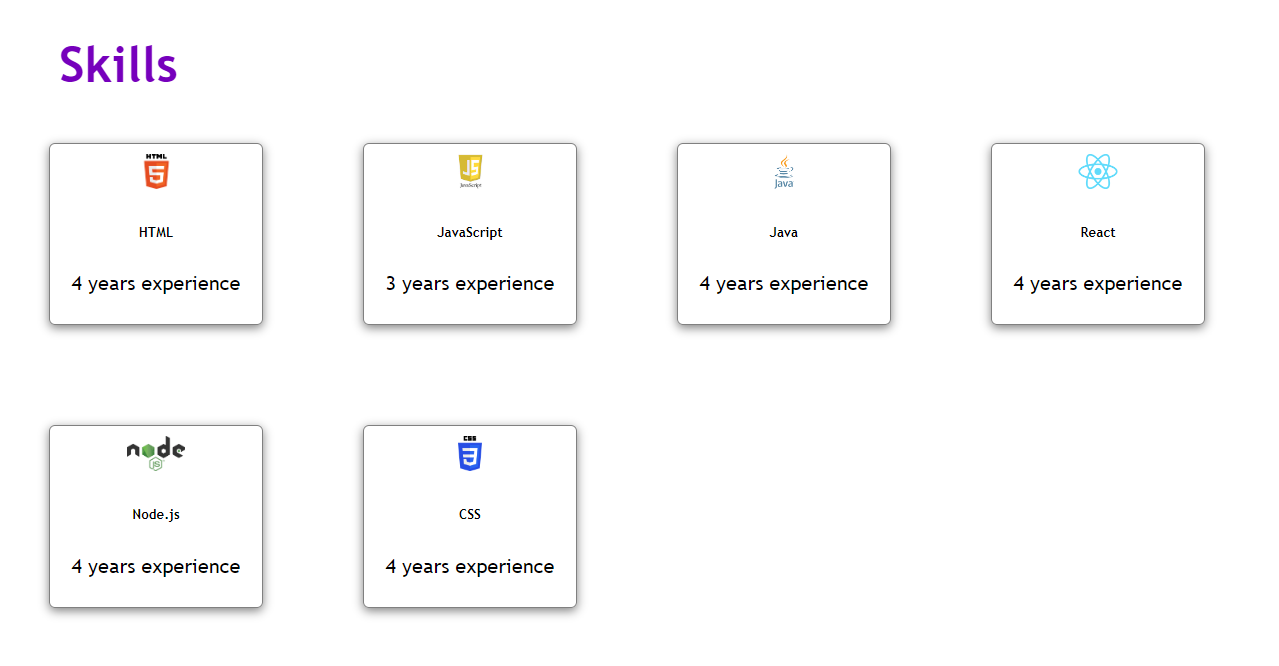 Skills
HTML
5
HTML
4 years experience
JS
JavaScript
JavaScript
3 years experience
Java
Java
4 years experience
React
4 years experience
node
JS
Node.js
4 years experience
CSS
3
CSS
4 years experience